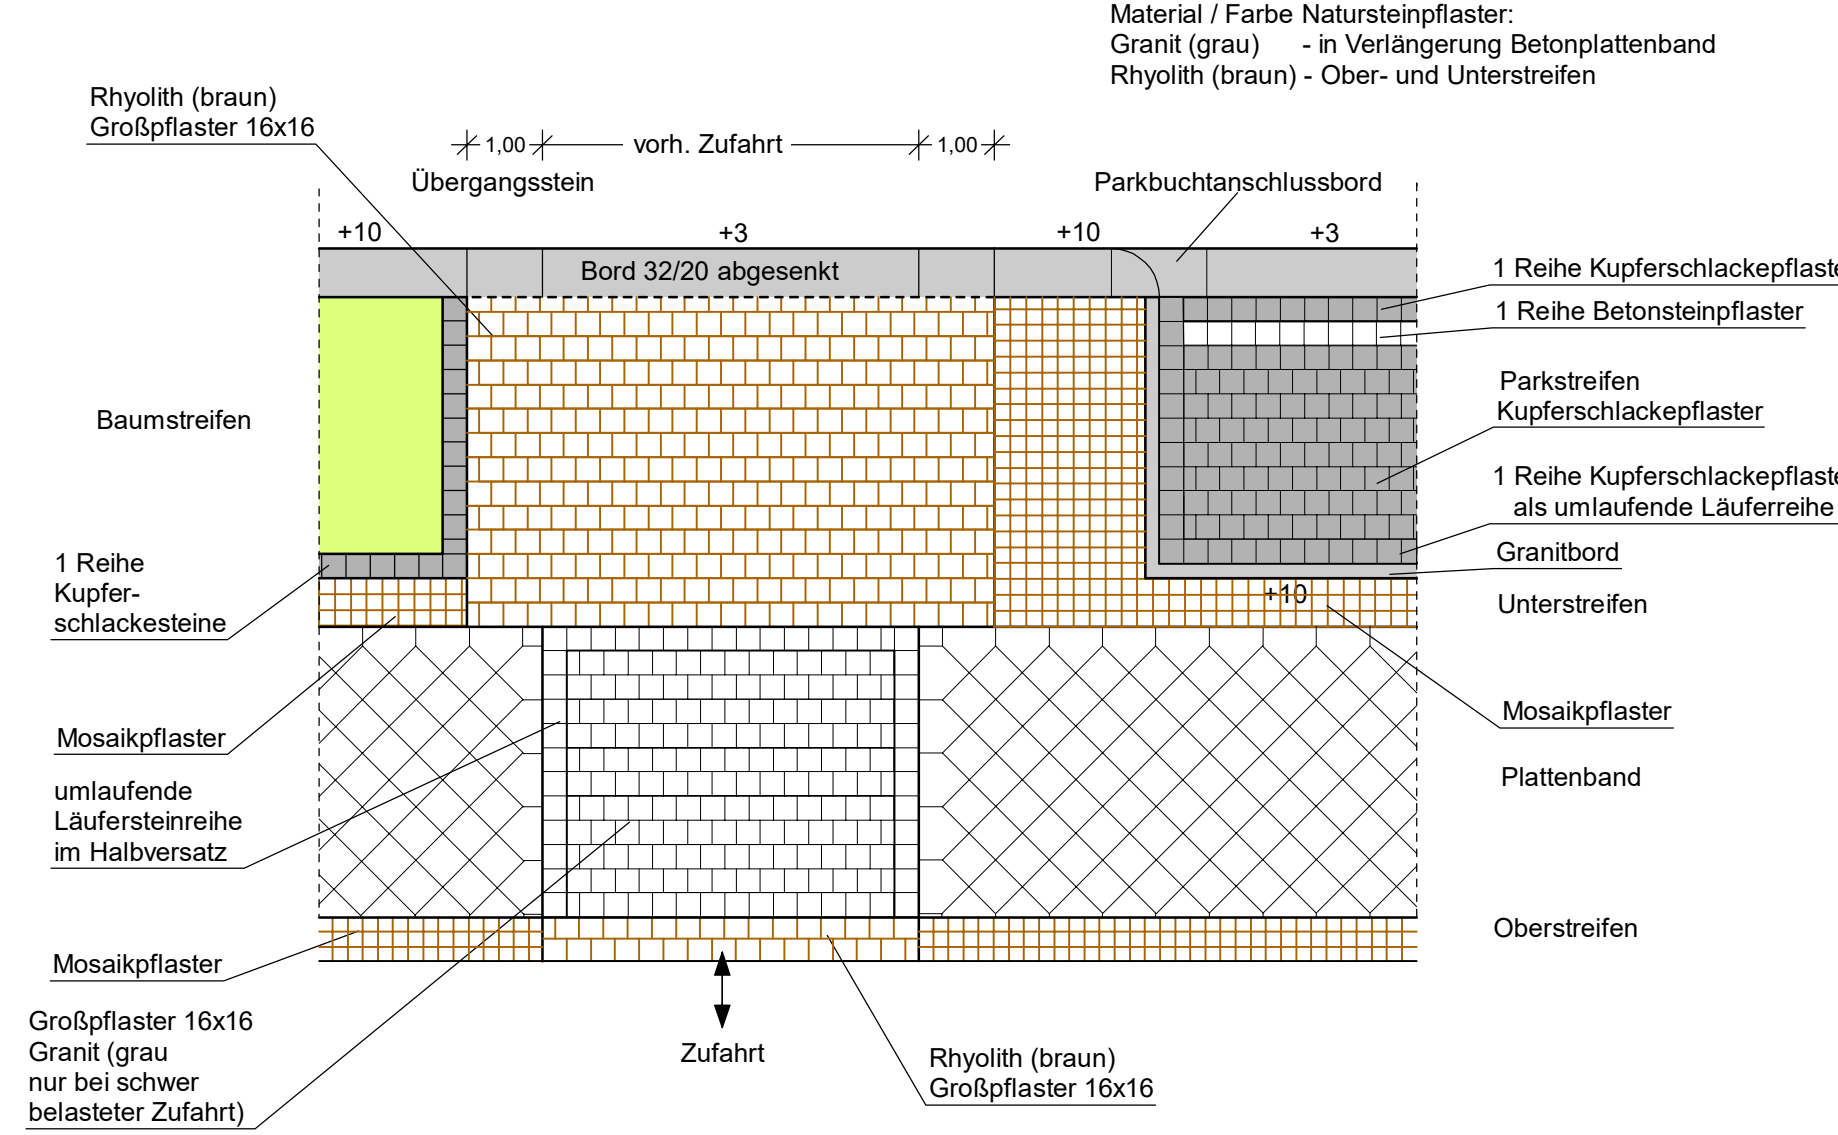 Material / Farbe Natursteinpflaster:
Granit (grau) - in Verlängerung Betonplattenband
Rhyolith (braun) - Ober- und Unterstreifen
Rhyolith (braun)
Großpflaster 16x16
1,00
vorh. Zufahrt
1,00
Übergangsstein
Parkbuchtanschlussbord
+10
+3
+10
+3
Bord 32/20 abgesenkt
1 Reihe Kupferschlackepflaste
1 Reihe Betonsteinpflaster
Parkstreifen
Kupferschlackepflaster
Baumstreifen
1 Reihe Kupferschlackepflaste
als umlaufende Läuferreihe
Granitbord
1 Reihe
Kupfer-
schlackesteine
+10
Unterstreifen
Mosaikpflaster
Mosaikpflaster
Plattenband
umlaufende
Läufersteinreihe
im Halbversatz
Oberstreifen
Mosaikpflaster
Großpflaster 16x16
Granit (grau
nur bei schwer
belasteter Zufahrt)
Zufahrt
Rhyolith (braun)
Großpflaster 16x16